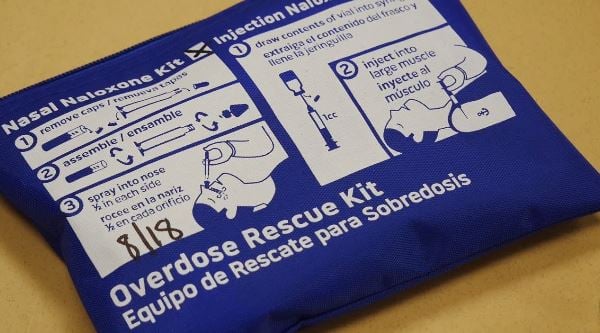 Nasal Naloxone Kit
1 remove caps / remueva tapas
2 assemble / ensamble
3 spray into nose
½ in each side
rocee en la nariz
½ en cada orificio
8/18
Injection
1 draw contents of vial into
extraiga el contenido del frasco y
llene la jeringuilla
1cc
2 inject into
large muscle
inyecte al
músculo
Overdose Rescue Kit
Equipo de Rescate para Sobredosis